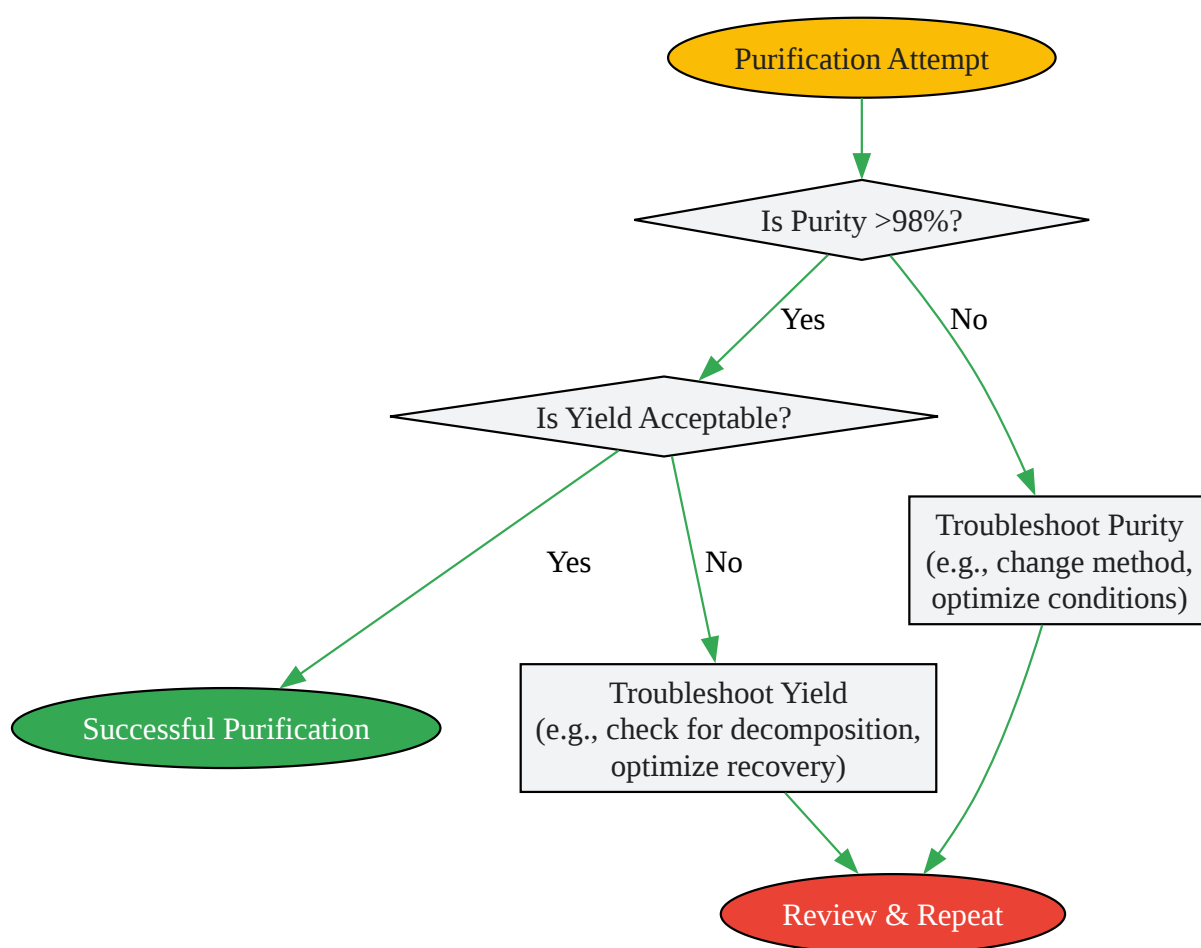 Purification Attempt
Is Purity >98%?
Yes
No
Is Yield Acceptable?
Yes
No
Troubleshoot Purity
(e.g., change method,
optimize conditions)
Successful Purification
Troubleshoot Yield
(e.g., check for decomposition,
optimize recovery)
Review & Repeat